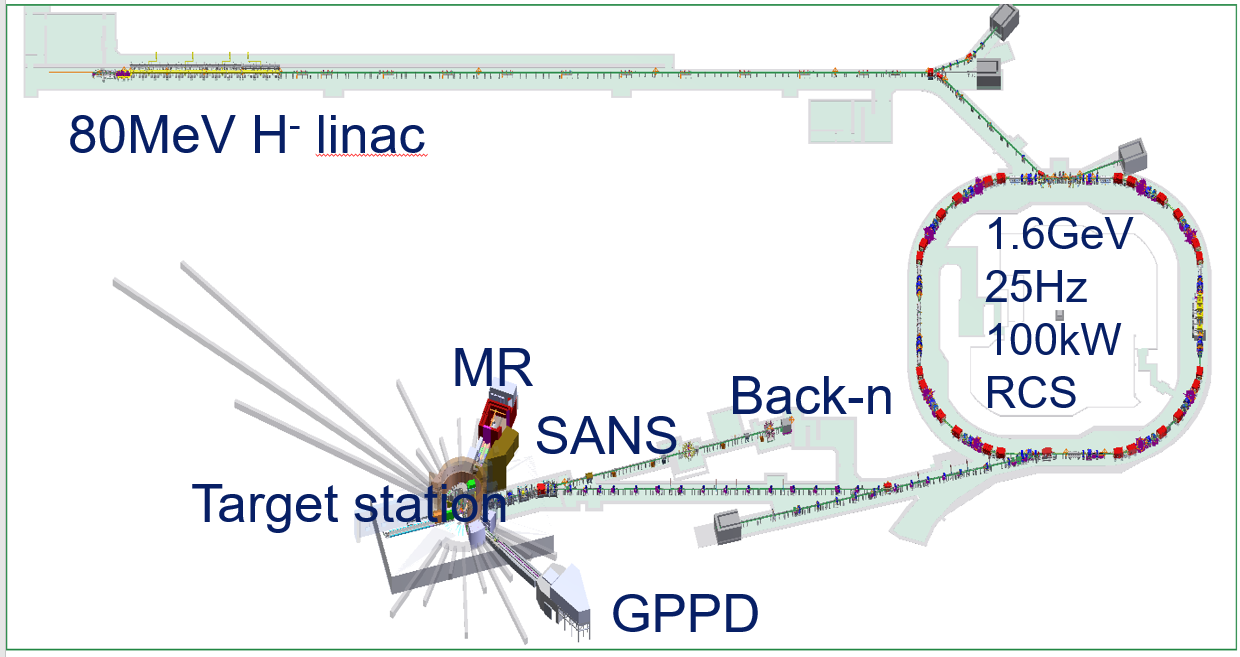 80MeV H⁻ linac
1.6GeV
25Hz
100kW
RCS
MR
Back-n
SANS
Target station
GPPD